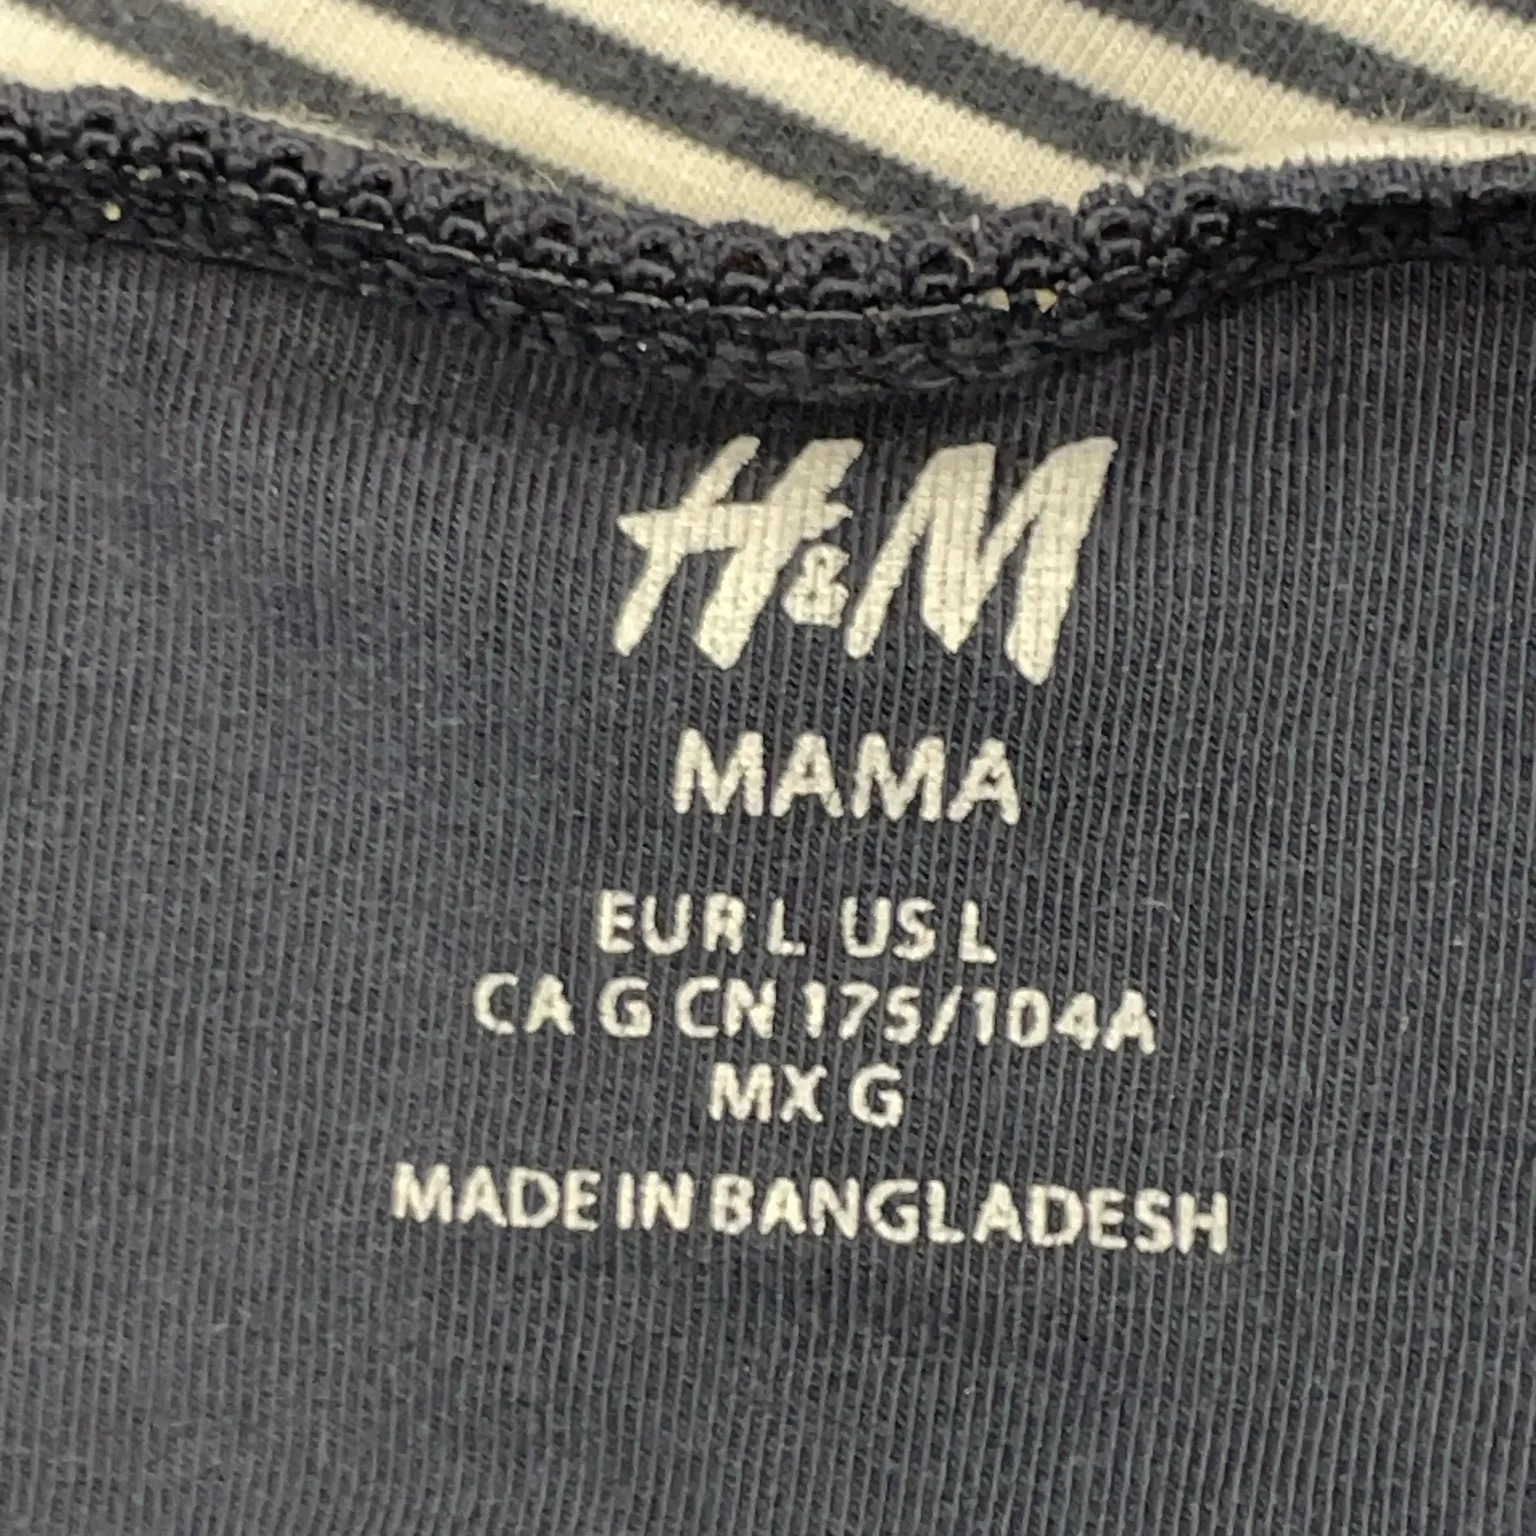 H&M
MAMA
EUR L US L
CA G CN 175/104A
MX G
MADE IN BANGLADESH